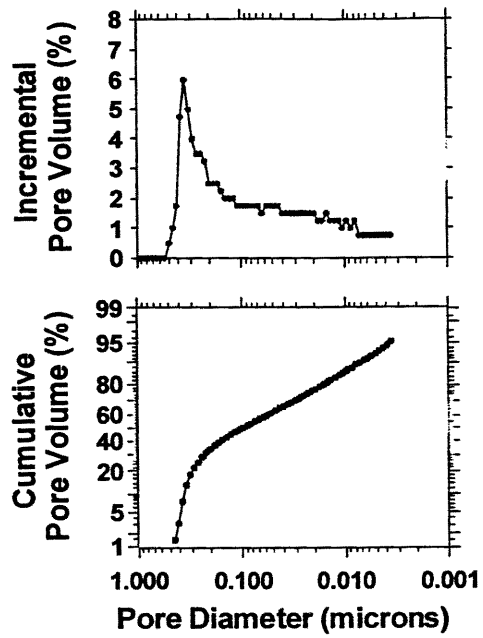 Incremental
Pore Volume (%)
8
7
6
5
4
3
2
1
0
Cumulative
Pore Volume (%)
99
95
80
60
40
20
5
1
1.000 0.100 0.010 0.001
Pore Diameter (microns)